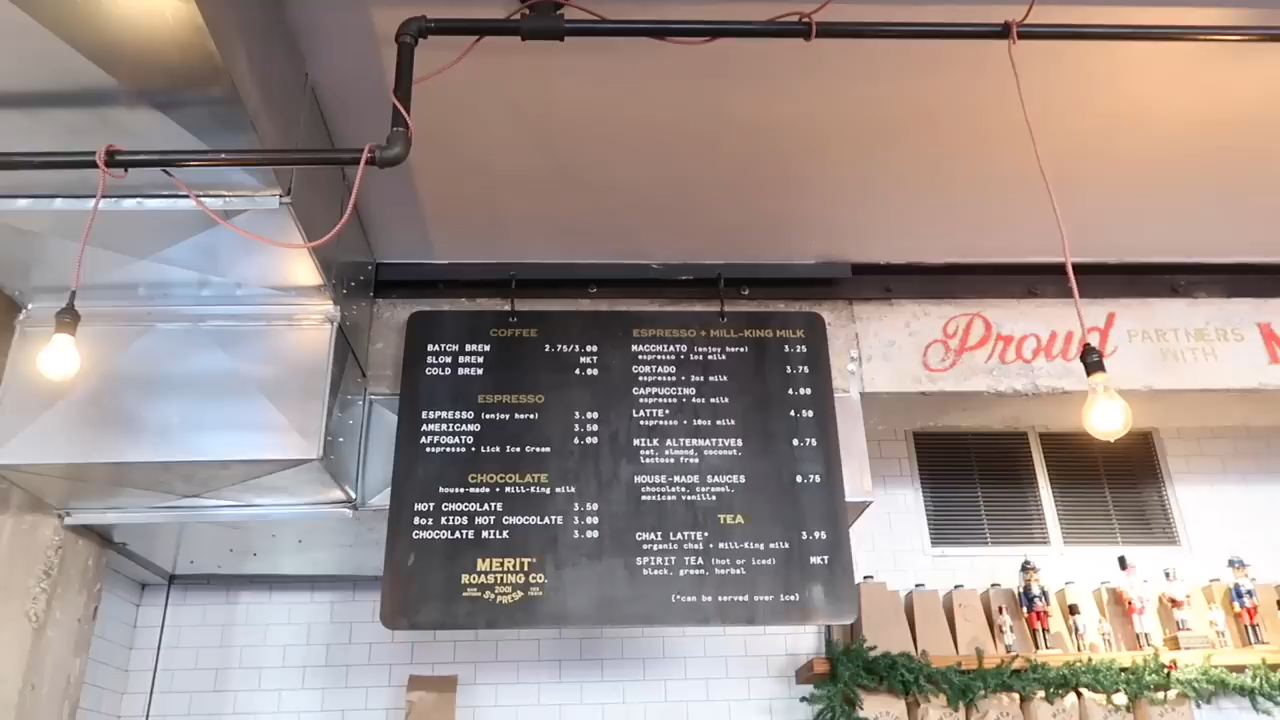 COFFEE
BATCH BREW 2.75/3.00
SLOW BREW MKT
COLD BREW 4.00
ESPRESSO
ESPRESSO (enjoy here) 3.00
AMERICANO 3.50
AFFOGATO 6.00
espresso + Lick Ice Cream
CHOCOLATE
house-made + Mill-King milk
HOT CHOCOLATE 3.50
8oz KIDS HOT CHOCOLATE 3.00
CHOCOLATE MILK 3.00
MERIT
ROASTING CO.
SAN ANTONIO 2001 TEXAS
SO PRESA
ESPRESSO + MILL-KING MILK
MACCHIATO (enjoy here) 3.25
espresso + 1oz milk
CORTADO 3.75
espresso + 2oz milk
CAPPUCCINO 4.00
espresso + 4oz milk
LATTE* 4.50
espresso + 10oz milk
MILK ALTERNATIVES 0.75
oat, almond, coconut,
lactose free
HOUSE-MADE SAUCES 0.75
chocolate, caramel,
mexican vanilla
TEA
CHAI LATTE* 3.95
organic chai + Mill-King milk
SPIRIT TEA (hot or iced) MKT
black, green, herbal
(*can be served over ice)
Proud PARTNERS
WITH
MERIT